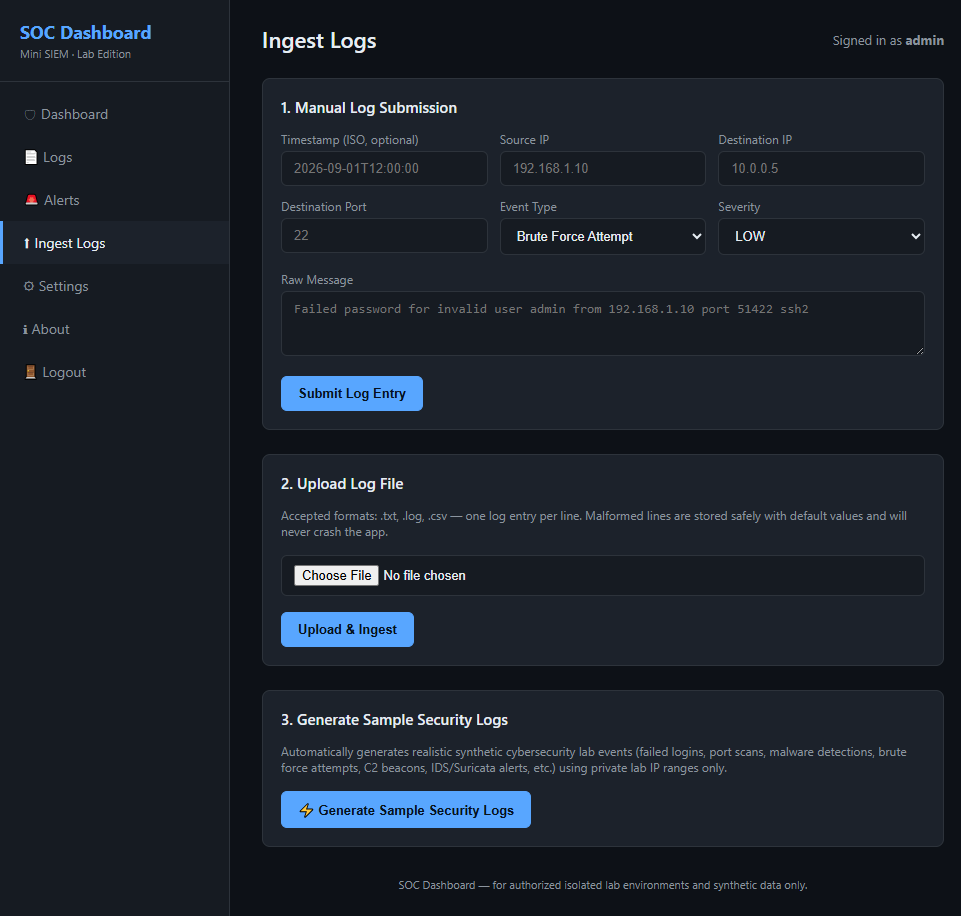 SOC Dashboard
Mini SIEM · Lab Edition
Dashboard
Logs
Alerts
Ingest Logs
Settings
About
Logout
Ingest Logs
Signed in as admin
1. Manual Log Submission
Timestamp (ISO, optional)
Source IP
Destination IP
2026-09-01T12:00:00
192.168.1.10
10.0.0.5
Destination Port
Event Type
Severity
22
Brute Force Attempt
LOW
Raw Message
Failed password for invalid user admin from 192.168.1.10 port 51422 ssh2
Submit Log Entry
2. Upload Log File
Accepted formats: .txt, .log, .csv — one log entry per line. Malformed lines are stored safely with default values and will
never crash the app.
Choose File No file chosen
Upload & Ingest
3. Generate Sample Security Logs
Automatically generates realistic synthetic cybersecurity lab events (failed logins, port scans, malware detections, brute
force attempts, C2 beacons, IDS/Suricata alerts, etc.) using private lab IP ranges only.
⚡ Generate Sample Security Logs
SOC Dashboard — for authorized isolated lab environments and synthetic data only.